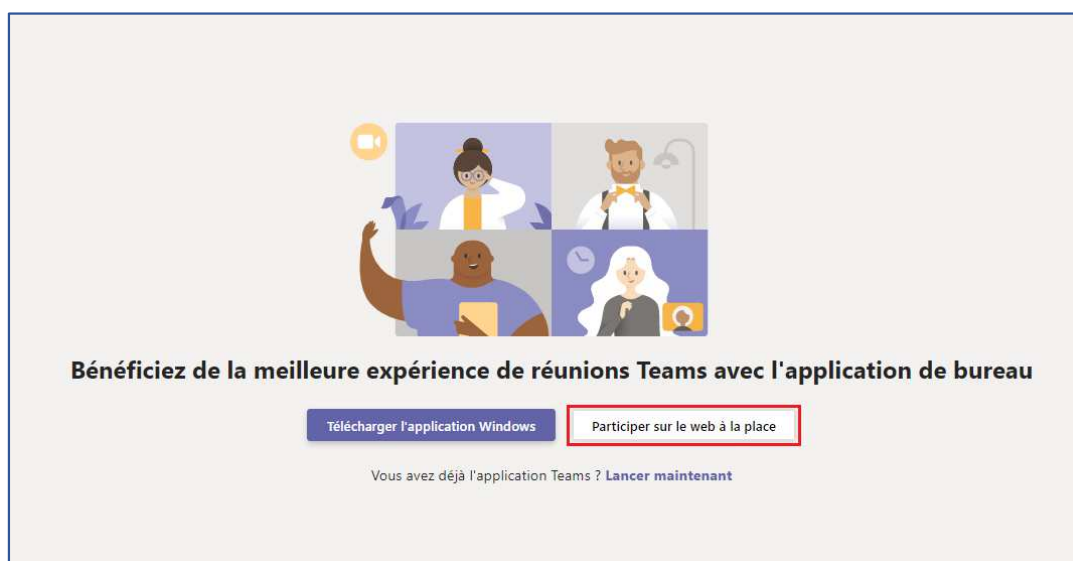 Bénéficiez de la meilleure expérience de réunions Teams avec l'application de bureau
Télécharger l'application Windows
Participer sur le web à la place
Vous avez déjà l'application Teams ? Lancer maintenant